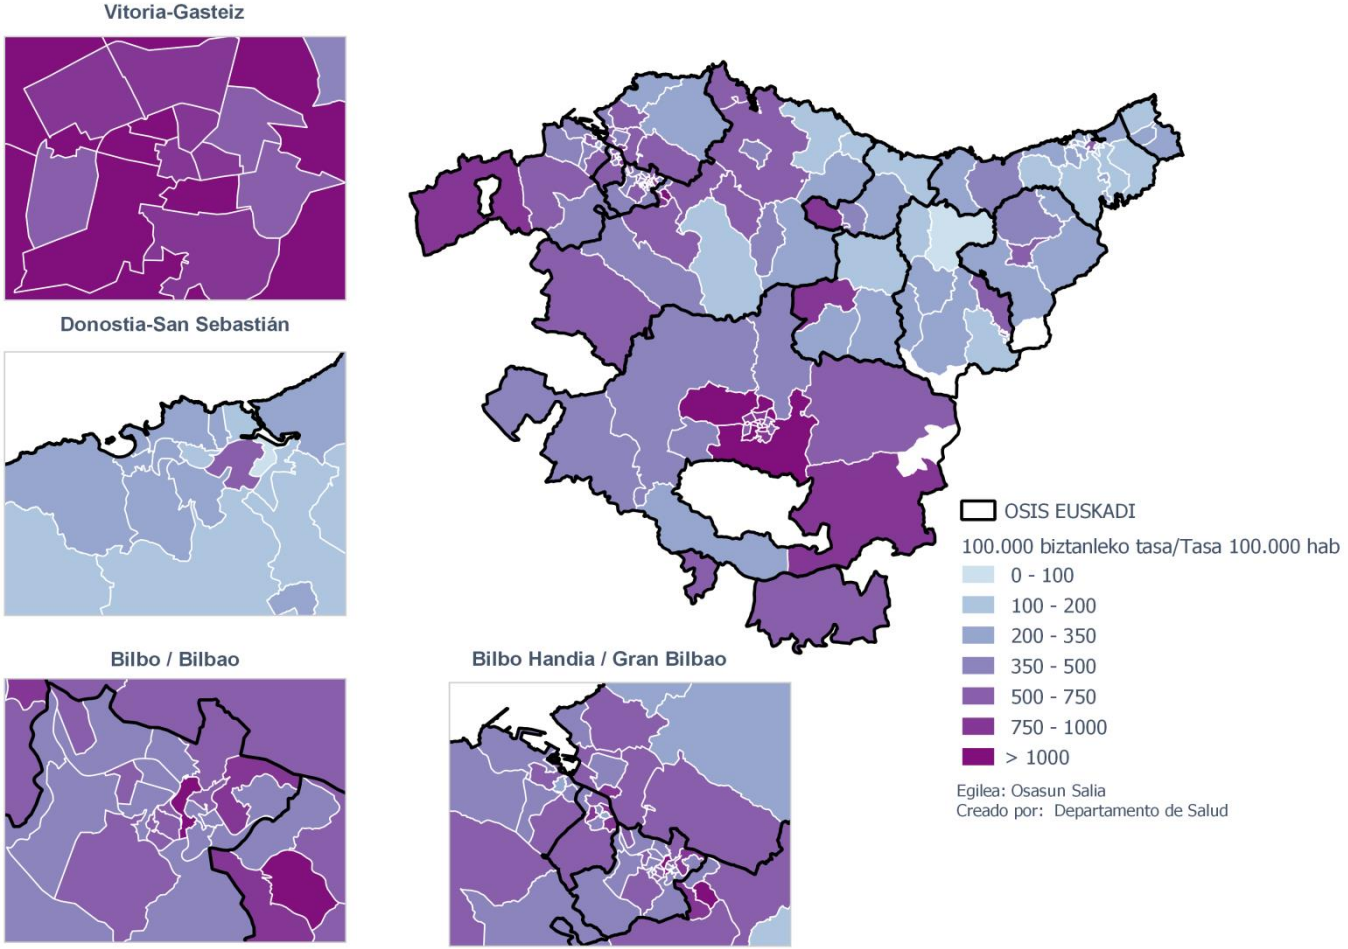 Vitoria-Gasteiz
Donostia-San Sebastián
Bilbo / Bilbao
Bilbo Handia / Gran Bilbao
OSIS EUSKADI
100.000 biztanleko tasa/Tasa 100.000 hab
0 - 100
100 - 200
200 - 350
350 - 500
500 - 750
750 - 1000
> 1000
Egilea: Osasun Salia
Creado por: Departamento de Salud